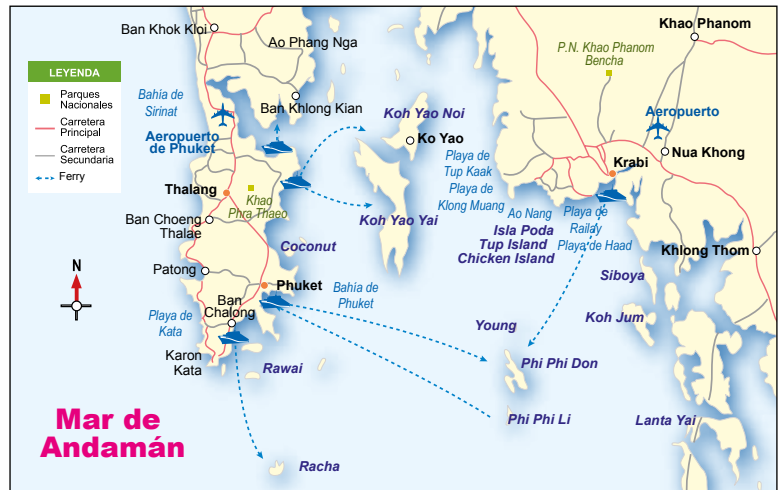 Ban Khok Kloi
Ao Phang Nga
P.N. Khao Phanom
Bencha
Khao Phanom
LEYENDA
Parques
Nacionales
Carretera
Principal
Carretera
Secundaria
Ferry
Bahia de
Sirinat
Ban Khlong Kian
Koh Yao Noi
Aeropuerto
Aeropuerto
de Phuket
Ko Yao
Playa de
Tup Kaak
Playa de
Klong Muang
Krabi
Nua Khong
Thalang
Khao
Phra Thaeo
Ban Choeng
Thalae
Koh Yao Yai
Ao Nang
Playa de
Railay
Playa de Haad
Isla Poda
Tup Island
Chicken Island
Coconut
Khlong Thom
Patong
Siboya
N
Phuket
Bahía de
Phuket
Ban
Chalong
Playa de
Kata
Young
Koh Jum
Karon
Kata
Rawai
Phi Phi Don
Mar de
Andamán
Phi Phi Li
Lanta Yai
Racha